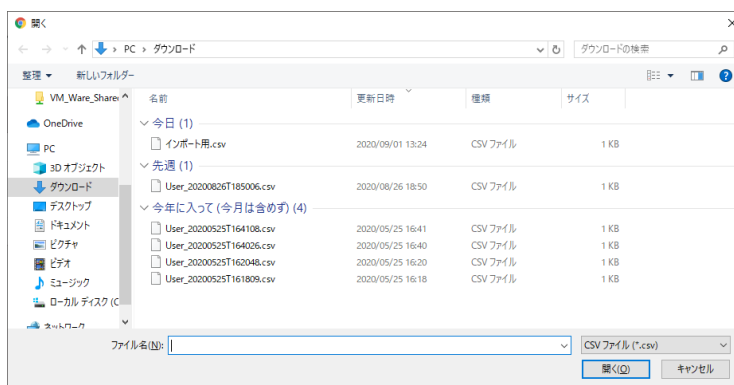 開く
PC › ダウンロード
ダウンロードの検索
整理 新しいフォルダー
名前 更新日時 種類 サイズ
今日 (1)
インポート用.csv 2020/09/01 13:24 CSV ファイル 1 KB
先週 (1)
User_20200826T185006.csv 2020/08/26 18:50 CSV ファイル 1 KB
今年に入って (今月は含めず) (4)
User_20200525T164108.csv 2020/05/25 16:41 CSV ファイル 1 KB
User_20200525T164026.csv 2020/05/25 16:40 CSV ファイル 1 KB
User_20200525T162048.csv 2020/05/25 16:20 CSV ファイル 1 KB
User_20200525T161809.csv 2020/05/25 16:18 CSV ファイル 1 KB
VM_Ware_Share
OneDrive
PC
3D オブジェクト
ダウンロード
デスクトップ
ドキュメント
ピクチャ
ビデオ
ミュージック
ローカル ディスク (C
ネットワーク
ファイル名(N):
CSV ファイル (*.csv)
開く(O) キャンセル